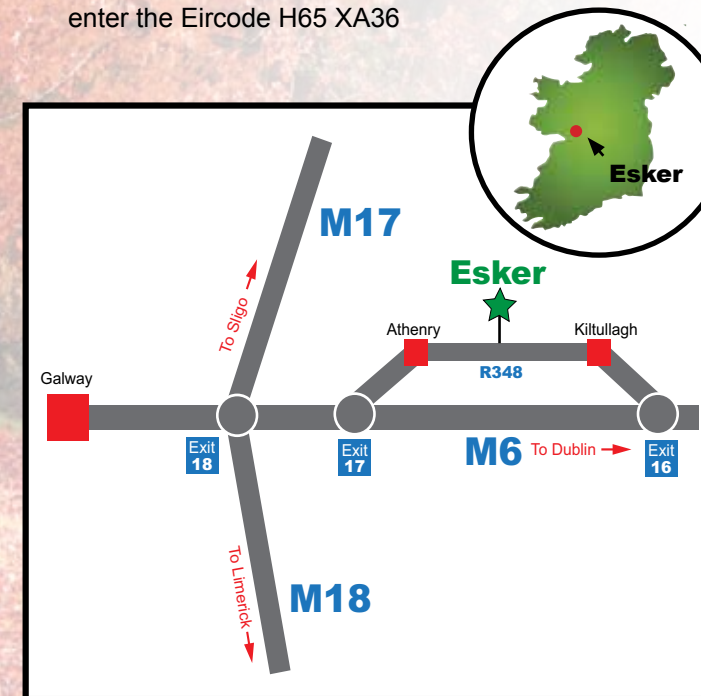 enter the Eircode H65 XA36
Esker
M17
To Sligo
Esker
Athenry
Kiltullagh
R348
Galway
Exit
18
Exit
17
M6
To Dublin
Exit
16
To Limerick
M18